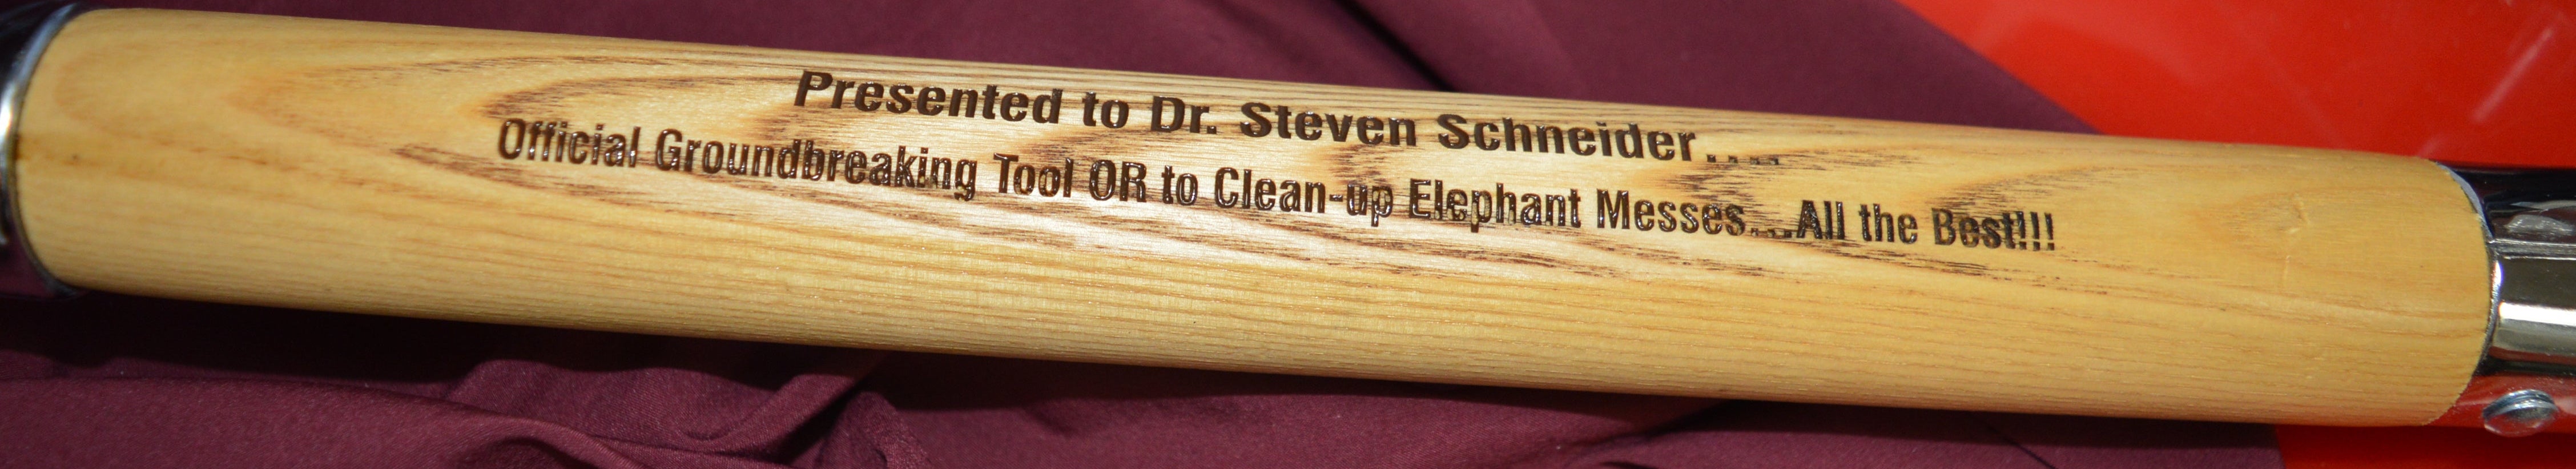 Presented to Dr. Steven Schneider....
Official Groundbreaking Tool OR to Clean-up Elephant Messes....All the Best!!!